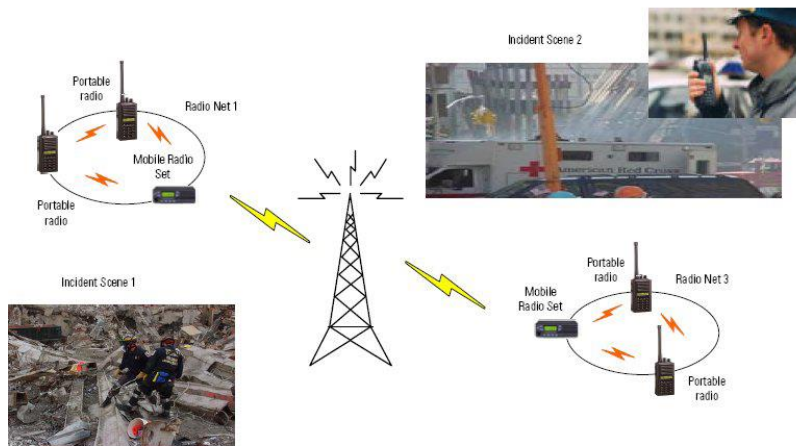 Incident Scene 2
Portable
radio
Radio Net 1
Mobile Radio
Set
Portable
radio
American Red Cross
Incident Scene 1
Portable
radio
Radio Net 3
Mobile
Radio Set
Portable
radio